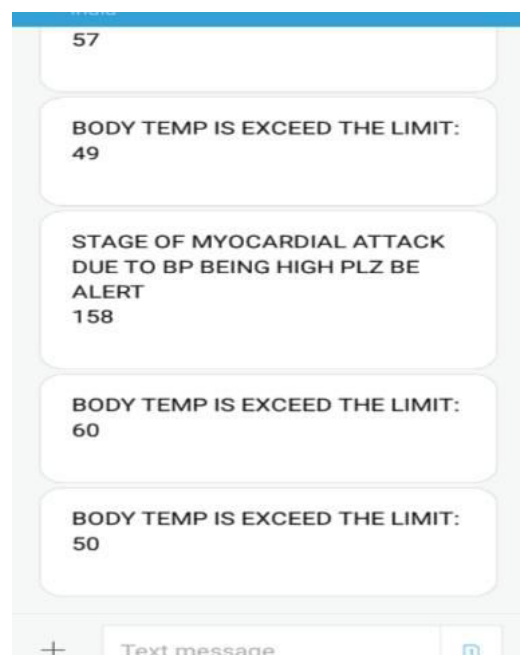 57
BODY TEMP IS EXCEED THE LIMIT:
49
STAGE OF MYOCARDIAL ATTACK
DUE TO BP BEING HIGH PLZ BE
ALERT
158
BODY TEMP IS EXCEED THE LIMIT:
60
BODY TEMP IS EXCEED THE LIMIT:
50
Text message
1